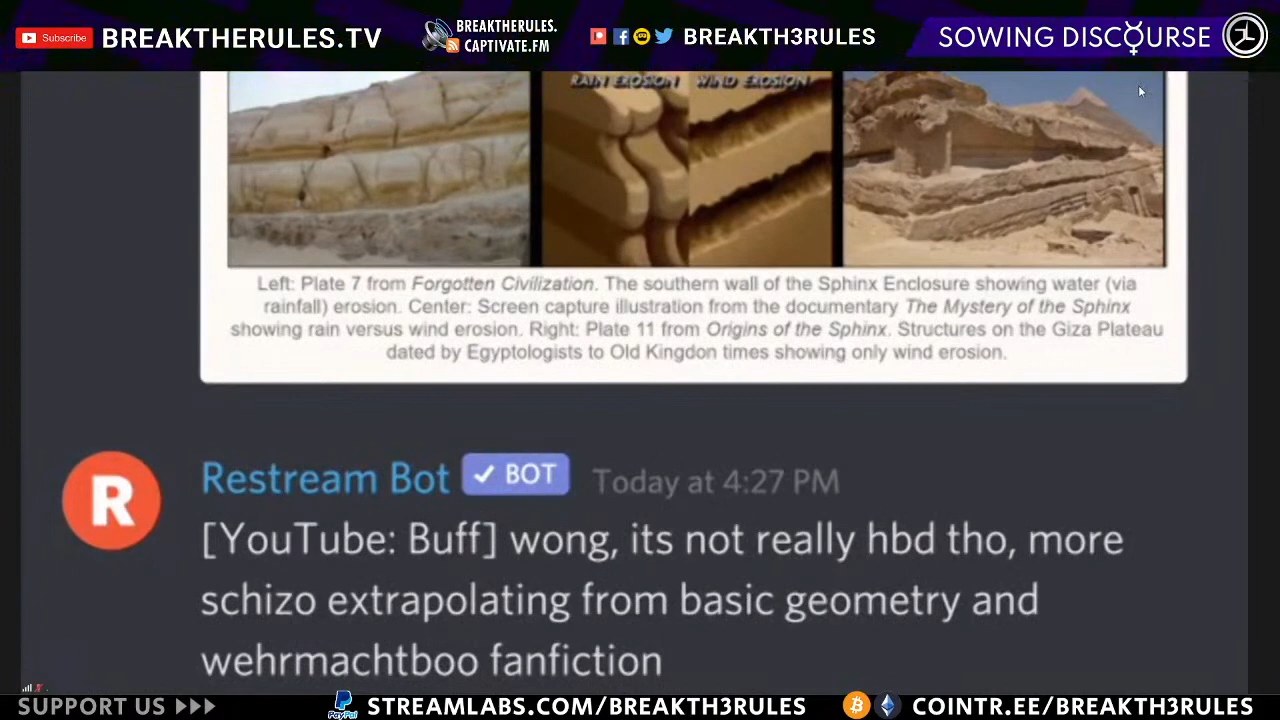 Subscribe
BREAKTHERULES.TV
BREAKTHERULES.
CAPTIVATE.FM
BREAKTH3RULES
SOWING DISC☿URSE
RAIN EROSION
WIND EROSION
Left: Plate 7 from Forgotten Civilization. The southern wall of the Sphinx Enclosure showing water (via
rainfall) erosion. Center: Screen capture illustration from the documentary The Mystery of the Sphinx
showing rain versus wind erosion. Right: Plate 11 from Origins of the Sphinx. Structures on the Giza Plateau
dated by Egyptologists to Old Kingdon times showing only wind erosion.
R
Restream Bot ✓ BOT Today at 4:27 PM
[YouTube: Buff] wong, its not really hbd tho, more
schizo extrapolating from basic geometry and
wehrmachtboo fanfiction
SUPPORT US >>>
PayPal
STREAMLABS.COM/BREAKTH3RULES
COINTR.EE/BREAKTH3RULES